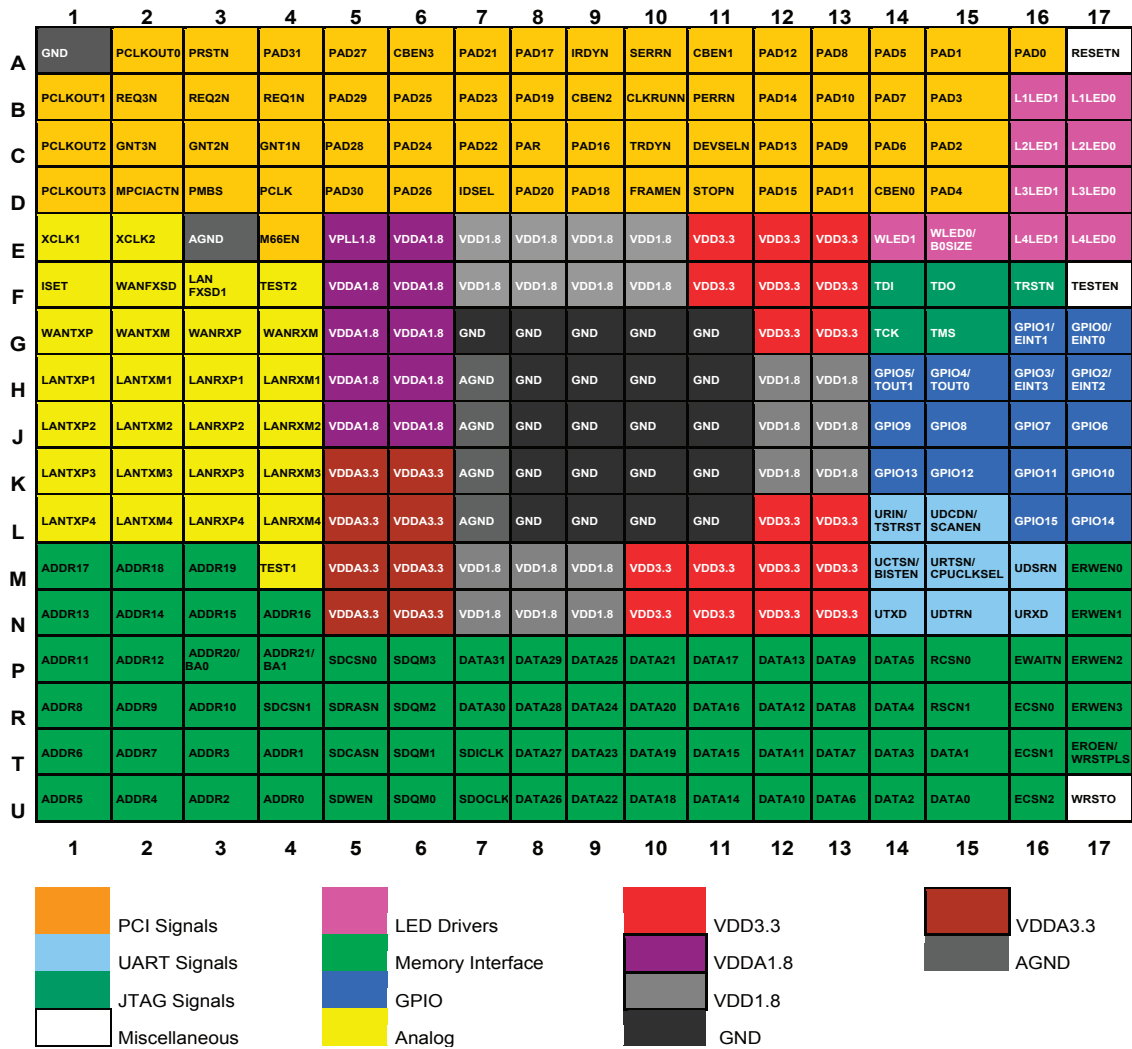 1 2 3 4 5 6 7 8 9 10 11 12 13 14 15 16 17
A GND PCLKOUT0 PRSTN PAD31 PAD27 CBEN3 PAD21 PAD17 IRDYN SERRN CBEN1 PAD12 PAD8 PAD5 PAD1 PAD0 RESETN
B PCLKOUT1 REQ3N REQ2N REQ1N PAD29 PAD25 PAD23 PAD19 CBEN2 CLKRUNN PERRN PAD14 PAD10 PAD7 PAD3 L1LED1 L1LED0
C PCLKOUT2 GNT3N GNT2N GNT1N PAD28 PAD24 PAD22 PAR PAD16 TRDYN DEVSELN PAD13 PAD9 PAD6 PAD2 L2LED1 L2LED0
D PCLKOUT3 MPCIACTN PMBS PCLK PAD30 PAD26 IDSEL PAD20 PAD18 FRAMEN STOPN PAD15 PAD11 CBEN0 PAD4 L3LED1 L3LED0
E XCLK1 XCLK2 AGND M66EN VPLL1.8 VDDA1.8 VDD1.8 VDD1.8 VDD1.8 VDD1.8 VDD3.3 VDD3.3 VDD3.3 WLED1 WLED0/ B0SIZE L4LED1 L4LED0
F ISET WANFXSD LAN FXSD1 TEST2 VDDA1.8 VDDA1.8 VDD1.8 VDD1.8 VDD1.8 VDD1.8 VDD3.3 VDD3.3 VDD3.3 TDI TDO TRSTN TESTEN
G WANTXP WANTXM WANRXP WANRXM VDDA1.8 VDDA1.8 GND GND GND GND GND VDD3.3 VDD3.3 TCK TMS GPIO1/ EINT1 GPIO0/ EINT0
H LANTXP1 LANTXM1 LANRXP1 LANRXM1 VDDA1.8 VDDA1.8 AGND GND GND GND GND VDD1.8 VDD1.8 GPIO5/ TOUT1 GPIO4/ TOUT0 GPIO3/ EINT3 GPIO2/ EINT2
J LANTXP2 LANTXM2 LANRXP2 LANRXM2 VDDA1.8 VDDA1.8 AGND GND GND GND GND VDD1.8 VDD1.8 GPIO9 GPIO8 GPIO7 GPIO6
K LANTXP3 LANTXM3 LANRXP3 LANRXM3 VDDA3.3 VDDA3.3 AGND GND GND GND GND VDD1.8 VDD1.8 GPIO13 GPIO12 GPIO11 GPIO10
L LANTXP4 LANTXM4 LANRXP4 LANRXM4 VDDA3.3 VDDA3.3 AGND GND GND GND GND VDD3.3 VDD3.3 URIN/ TSTRST UDCDN/ SCANEN GPIO15 GPIO14
M ADDR17 ADDR18 ADDR19 TEST1 VDDA3.3 VDDA3.3 VDD1.8 VDD1.8 VDD1.8 VDD3.3 VDD3.3 VDD3.3 VDD3.3 UCTSN/ BISTEN URTSN/ CPUCLKSEL UDSRN ERWEN0
N ADDR13 ADDR14 ADDR15 ADDR16 VDDA3.3 VDDA3.3 VDD1.8 VDD1.8 VDD1.8 VDD3.3 VDD3.3 VDD3.3 VDD3.3 UTXD UDTRN URXD ERWEN1
P ADDR11 ADDR12 ADDR20/ BA0 ADDR21/ BA1 SDCSN0 SDQM3 DATA31 DATA29 DATA25 DATA21 DATA17 DATA13 DATA9 DATA5 RCSN0 EWAITN ERWEN2
R ADDR8 ADDR9 ADDR10 SDCSN1 SDRASN SDQM2 DATA30 DATA28 DATA24 DATA20 DATA16 DATA12 DATA8 DATA4 RSCN1 ECSN0 ERWEN3
T ADDR6 ADDR7 ADDR3 ADDR1 SDCASN SDQM1 SDICLK DATA27 DATA23 DATA19 DATA15 DATA11 DATA7 DATA3 DATA1 ECSN1 EROEN/ WRSTPLS
U ADDR5 ADDR4 ADDR2 ADDR0 SDWEN SDQM0 SDOCLK DATA26 DATA22 DATA18 DATA14 DATA10 DATA6 DATA2 DATA0 ECSN2 WRSTO
1 2 3 4 5 6 7 8 9 10 11 12 13 14 15 16 17
PCI Signals LED Drivers VDD3.3 VDDA3.3
UART Signals Memory Interface VDDA1.8 AGND
JTAG Signals GPIO VDD1.8
Miscellaneous Analog GND